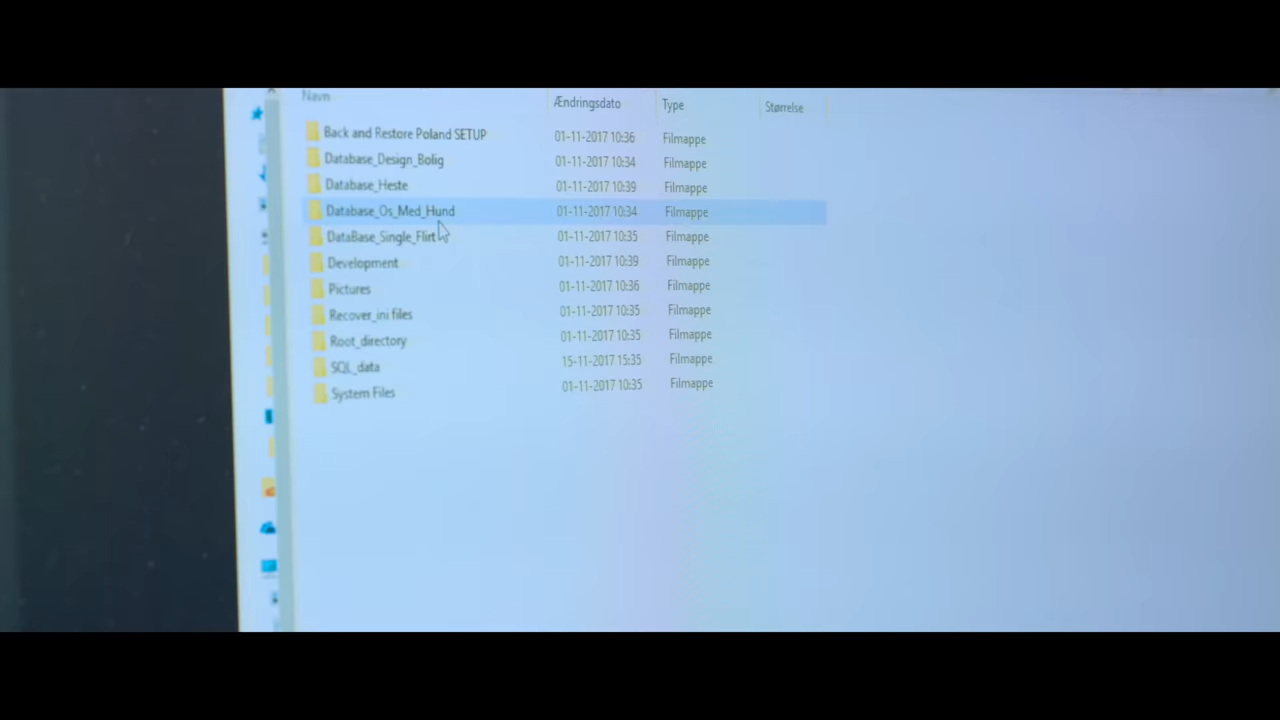 Navn Ændringsdato Type Størrelse
Back and Restore Poland SETUP 01-11-2017 10:36 Filmappe
Database_Design_Bolig 01-11-2017 10:34 Filmappe
Database_Heste 01-11-2017 10:39 Filmappe
Database_Os_Med_Hund 01-11-2017 10:34 Filmappe
DataBase_Single_Flirt 01-11-2017 10:35 Filmappe
Development 01-11-2017 10:39 Filmappe
Pictures 01-11-2017 10:36 Filmappe
Recover_ini files 01-11-2017 10:35 Filmappe
Root_directory 01-11-2017 10:35 Filmappe
SQL_data 15-11-2017 15:35 Filmappe
System Files 01-11-2017 10:35 Filmappe